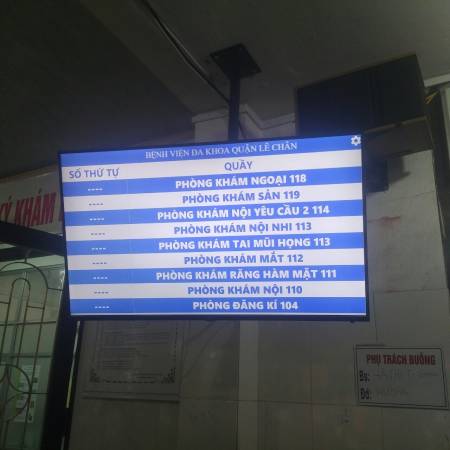 BỆNH VIỆN ĐA KHOA QUẬN LÊ CHÂN
SỐ THỨ TỰ QUẦY
---- PHÒNG KHÁM NGOẠI 118
---- PHÒNG KHÁM SẢN 119
---- PHÒNG KHÁM NỘI YÊU CẦU 2 114
---- PHÒNG KHÁM NỘI NHI 113
---- PHÒNG KHÁM TAI MŨI HỌNG 113
---- PHÒNG KHÁM MẮT 112
---- PHÒNG KHÁM RĂNG HÀM MẶT 111
---- PHÒNG KHÁM NỘI 110
---- PHÒNG ĐĂNG KÍ 104
KHÁM
PHỤ TRÁCH BUỒNG
Bs:
Đd: